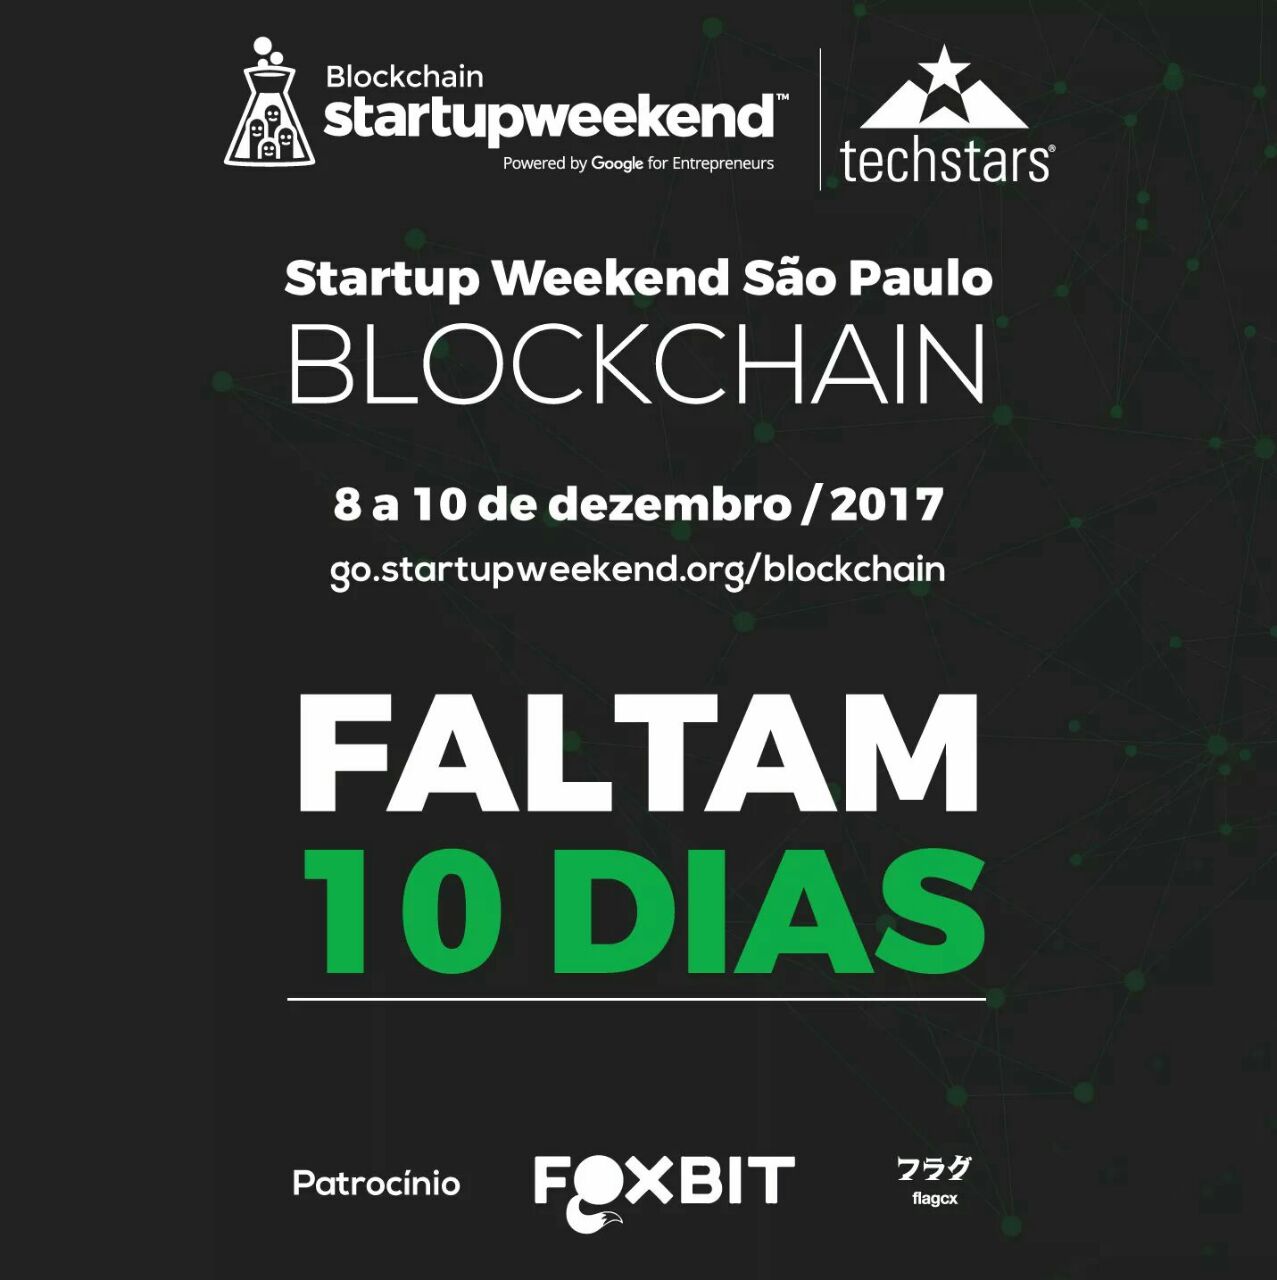 Blockchain
startupweekend™
Powered by Google for Entrepreneurs
techstars®
Startup Weekend São Paulo
BLOCKCHAIN
8 a 10 de dezembro / 2017
go.startupweekend.org/blockchain
FALTAM
10 DIAS
Patrocínio
FOXBIT
フラグ
flagcx